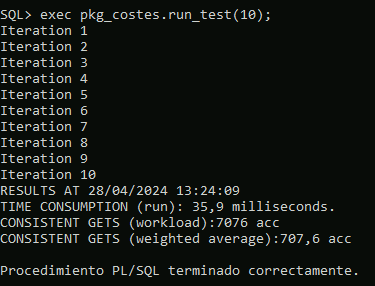 SQL> exec pkg_costes.run_test(10);
Iteration 1
Iteration 2
Iteration 3
Iteration 4
Iteration 5
Iteration 6
Iteration 7
Iteration 8
Iteration 9
Iteration 10
RESULTS AT 28/04/2024 13:24:09
TIME CONSUMPTION (run): 35,9 milliseconds.
CONSISTENT GETS (workload):7076 acc
CONSISTENT GETS (weighted average):707,6 acc
Procedimiento PL/SQL terminado correctamente.